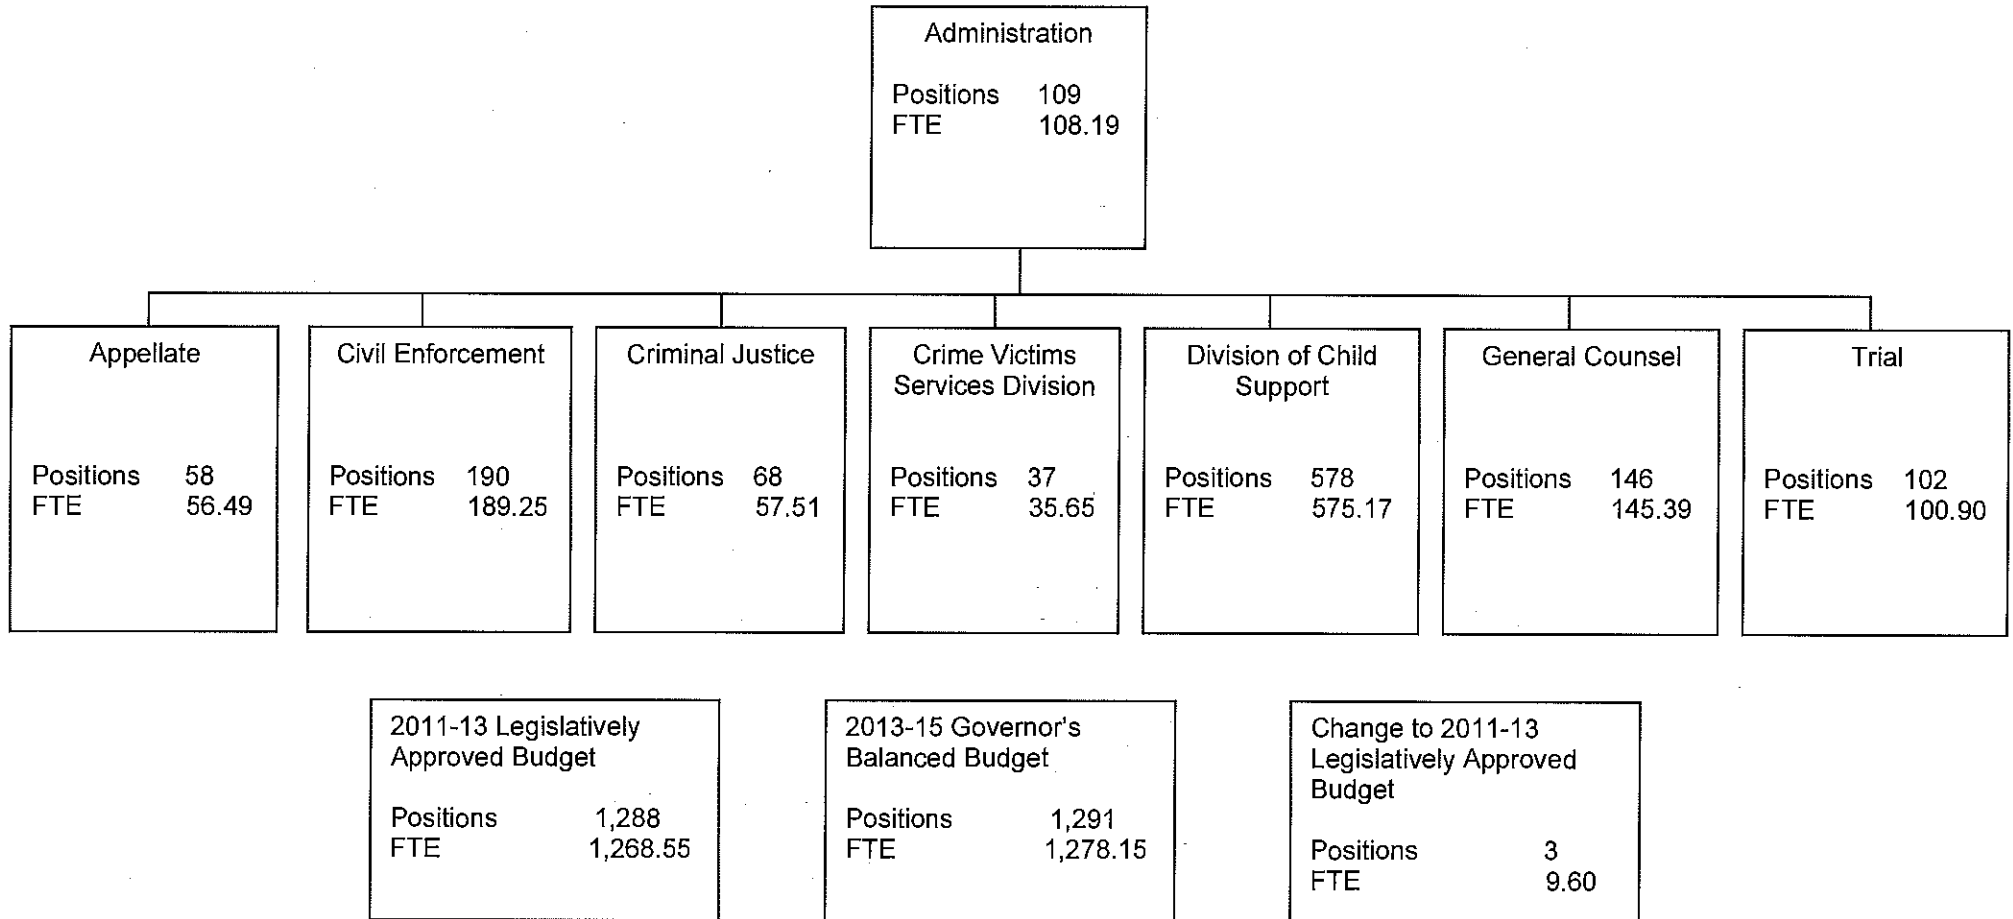 Administration
Positions 109
FTE 108.19
Appellate
Positions 58
FTE 56.49
Civil Enforcement
Positions 190
FTE 189.25
Criminal Justice
Positions 68
FTE 57.51
Crime Victims
Services Division
Positions 37
FTE 35.65
Division of Child
Support
Positions 578
FTE 575.17
General Counsel
Positions 146
FTE 145.39
Trial
Positions 102
FTE 100.90
2011-13 Legislatively
Approved Budget
Positions 1,288
FTE 1,268.55
2013-15 Governor's
Balanced Budget
Positions 1,291
FTE 1,278.15
Change to 2011-13
Legislatively Approved
Budget
Positions 3
FTE 9.60